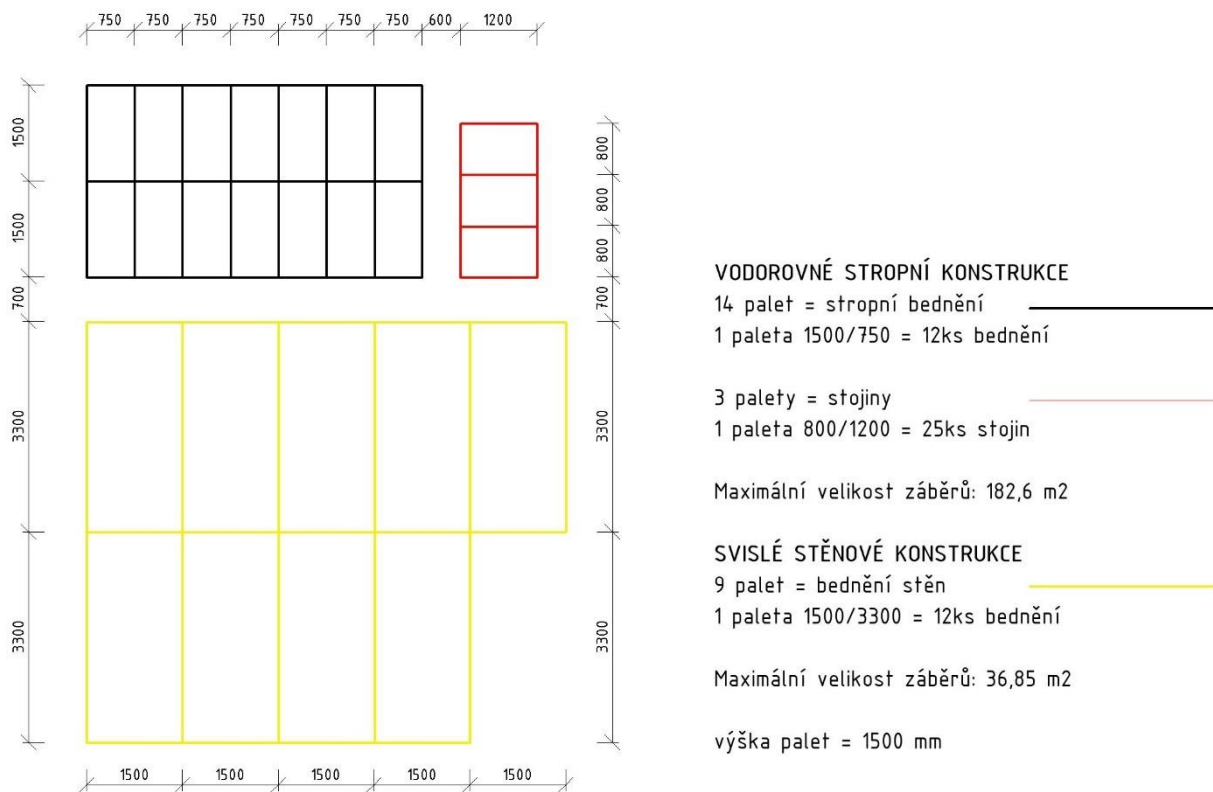 750 750 750 750 750 750 750 600 1200
1500
1500
700
3300
3300
800
800
800
700
3300
3300
1500 1500 1500 1500 1500
VODOROVNÉ STROPNÍ KONSTRUKCE
14 palet = stropní bednění
1 paleta 1500/750 = 12ks bednění
3 palety = stojiny
1 paleta 800/1200 = 25ks stojin
Maximální velikost záběrů: 182,6 m2
SVISLÉ STĚNOVÉ KONSTRUKCE
9 palet = bednění stěn
1 paleta 1500/3300 = 12ks bednění
Maximální velikost záběrů: 36,85 m2
výška palet = 1500 mm